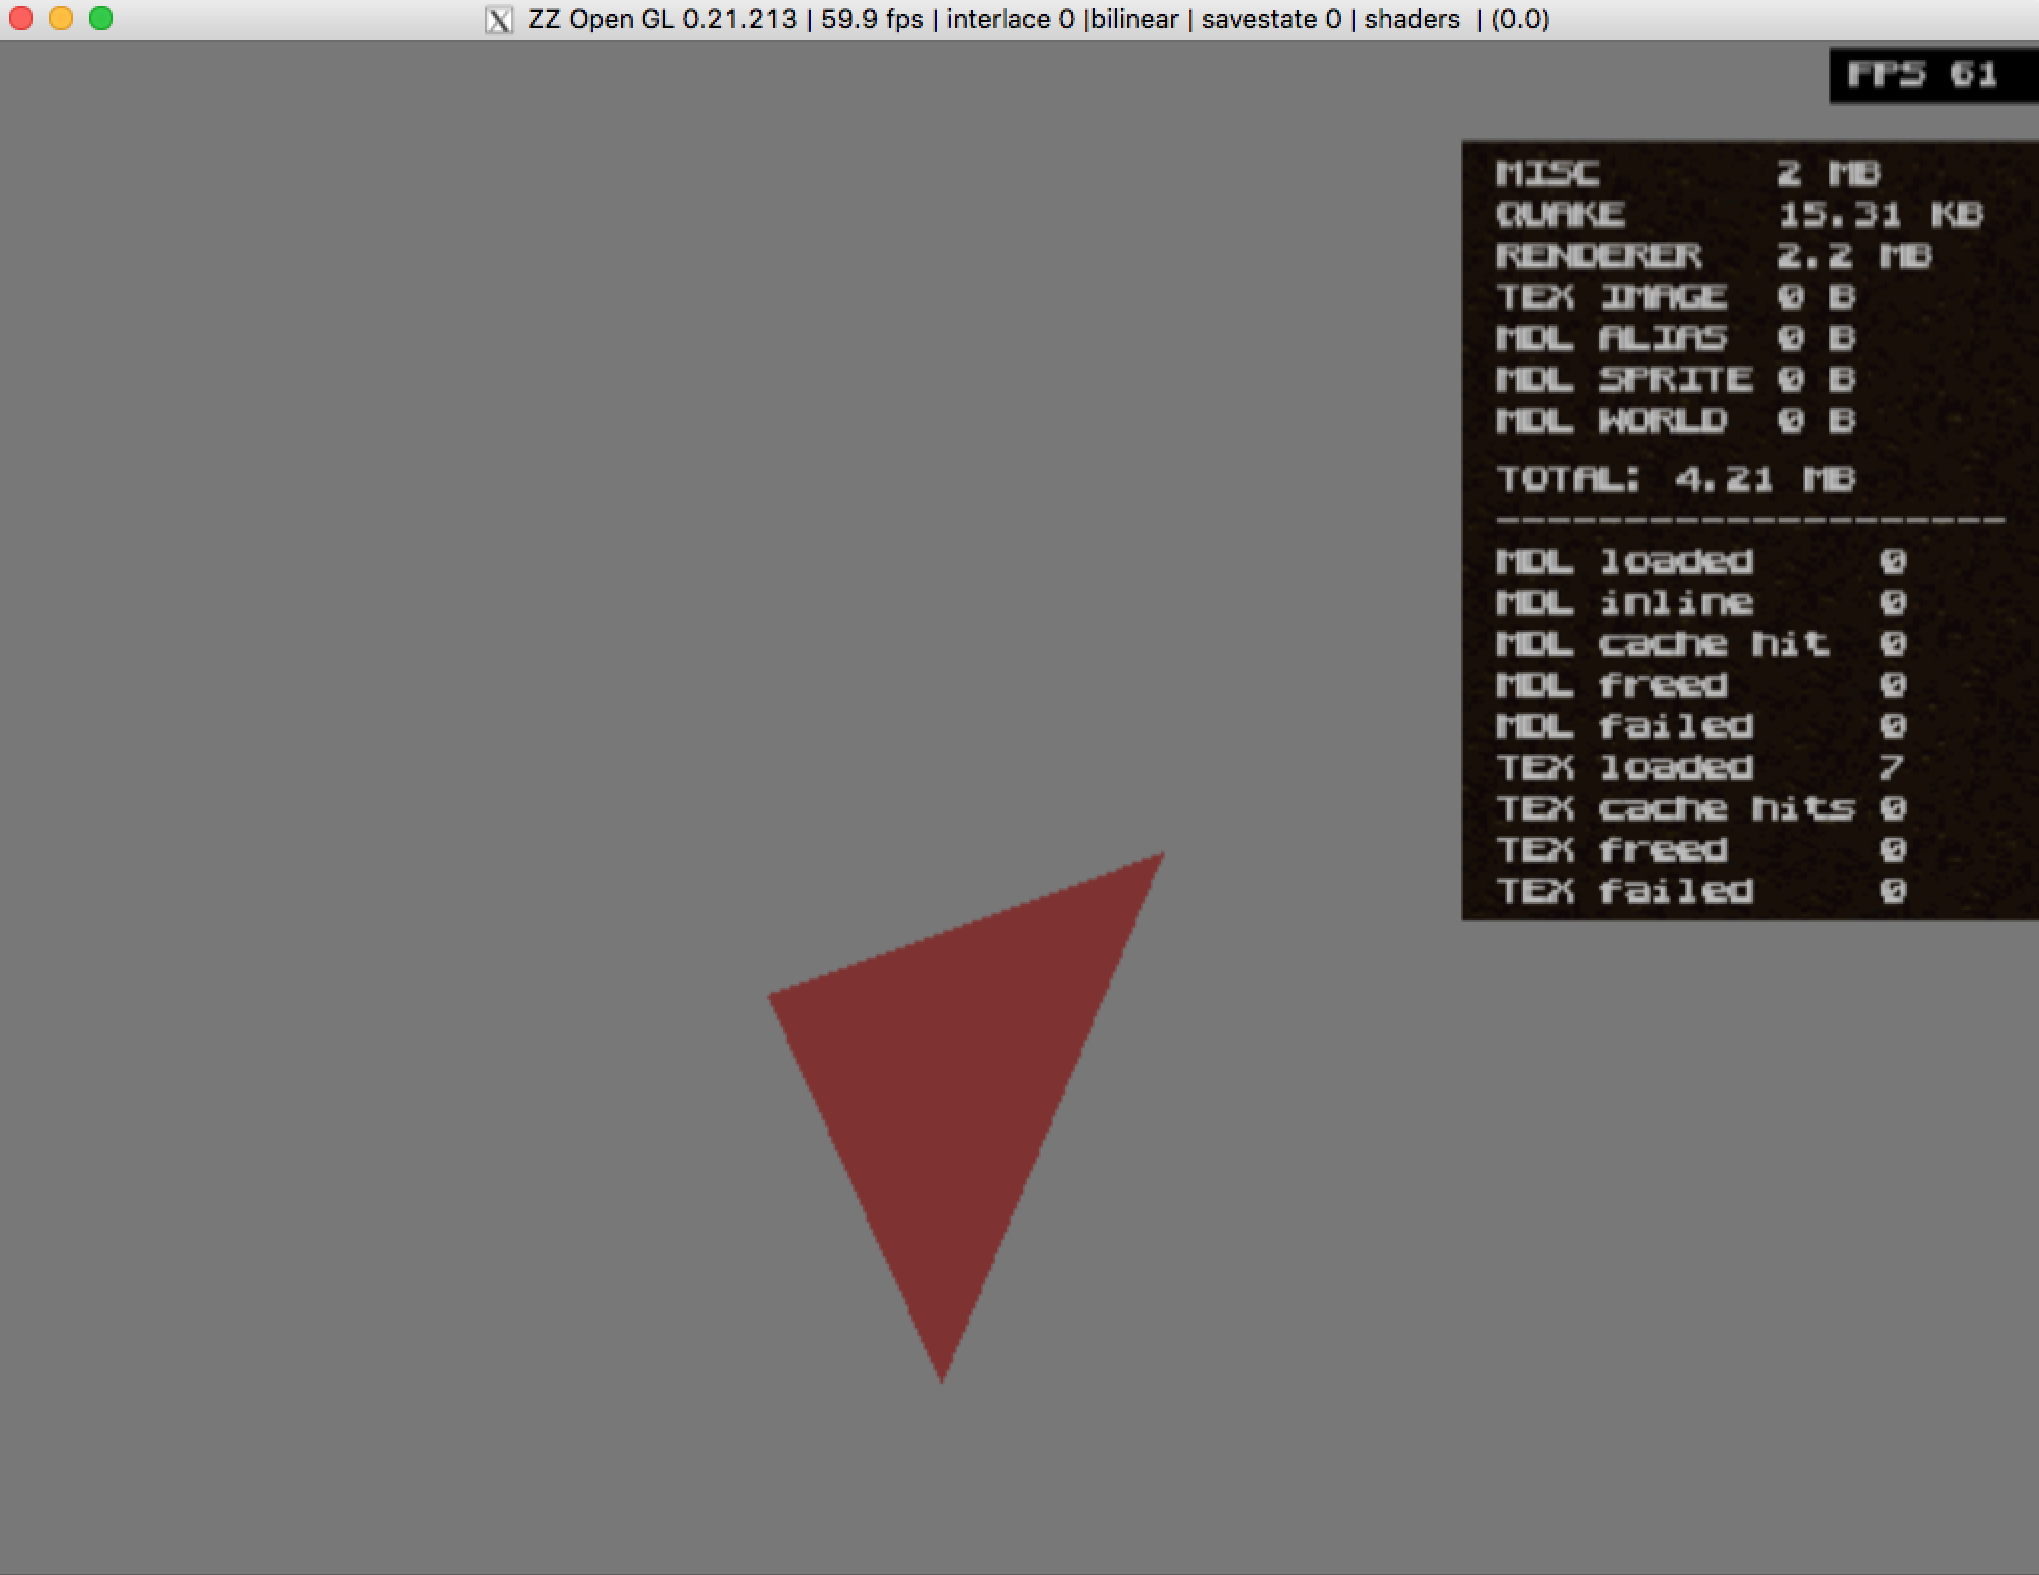 ZZ Open GL 0.21.213 | 59.9 fps | interlace 0 |bilinear | savestate 0 | shaders  | (0.0)
FPS 61
MISC 2 MB
QUAKE 15.31 KB
RENDERER 2.2 MB
TEX IMAGE 0 B
MDL ALIAS 0 B
MDL SPRITE 0 B
MDL WORLD 0 B
TOTAL: 4.21 MB
--------------------
MDL loaded 0
MDL inline 0
MDL cache hit 0
MDL freed 0
MDL failed 0
TEX loaded 7
TEX cache hits 0
TEX freed 0
TEX failed 0